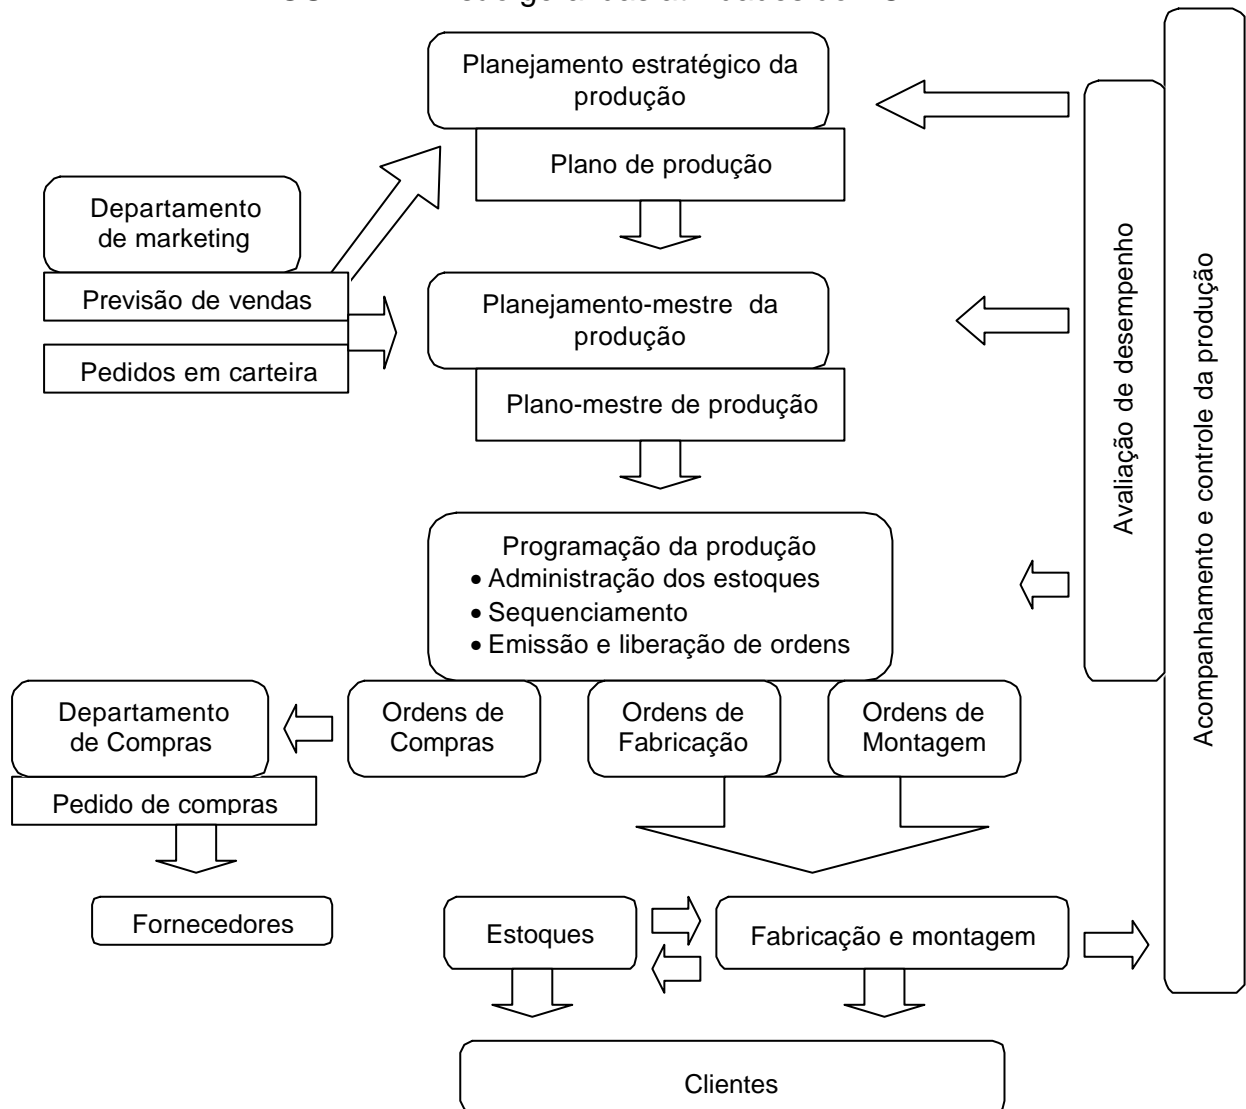 Planejamento estratégico da
produção
Plano de produção
Departamento
de marketing
Previsão de vendas
Pedidos em carteira
Planejamento-mestre da
produção
Plano-mestre de produção
Programação da produção
• Administração dos estoques
• Sequenciamento
• Emissão e liberação de ordens
Departamento
de Compras
Pedido de compras
Ordens de
Compras
Ordens de
Fabricação
Ordens de
Montagem
Fornecedores
Estoques
Fabricação e montagem
Clientes
Avaliação de desempenho
Acompanhamento e controle da produção